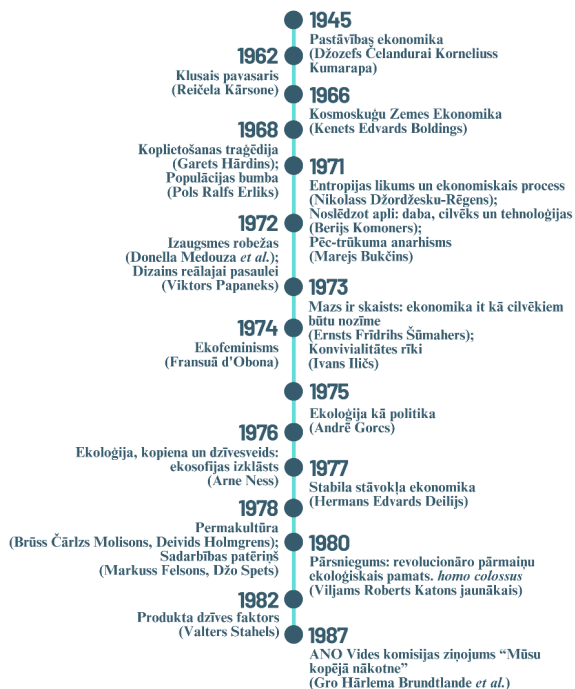 1945
Pastāvības ekonomika
(Džozefs Čelandurai Korneliuss
Kumarapa)
1962
Klusais pavasaris
(Reičela Kārsone)
1966
Kosmoskuģu Zemes Ekonomika
(Kenets Edvards Boldings)
1968
Koplietošanas traģēdija
(Garets Hārdins);
Populācijas bumba
(Pols Ralfs Erliks)
1971
Entropijas likums un ekonomiskais process
(Nikolass Džordžesku-Rēgens);
Noslēdzot apli: daba, cilvēks un tehnoloģijas
(Berijs Komoners);
Pēc-trūkuma anarhisms
(Marejs Bukčins)
1972
Izaugsmes robežas
(Donella Medouza et al.);
Dizains reālajai pasaulei
(Viktors Papaneks)
1973
Mazs ir skaists: ekonomika it kā cilvēkiem
būtu nozīme
(Ernsts Frīdrihs Šūmahers);
Konvivialitātes rīki
(Ivans Iličs)
1974
Ekofeminisms
(Fransuā d'Obona)
1975
Ekoloģija kā politika
(André Gorcs)
1976
Ekoloģija, kopiena un dzīvesveids:
ekosofijas izklāsts
(Arne Ness)
1977
Stabila stāvokļa ekonomika
(Hermans Edvards Deilijs)
1978
Permakultūra
(Brūss Čārlzs Molisons, Deivids Holmgrens);
Sadarbības patēriņš
(Markuss Felsons, Džo Spets)
1980
Pārsniegums: revolucionāro pārmaiņu
ekoloģiskais pamats. homo colossus
(Viljams Roberts Katons jaunākais)
1982
Produkta dzīves faktors
(Valters Stahels)
1987
ANO Vides komisijas ziņojums “Mūsu
kopējā nākotne”
(Gro Hārlema Brundtlande et al.)